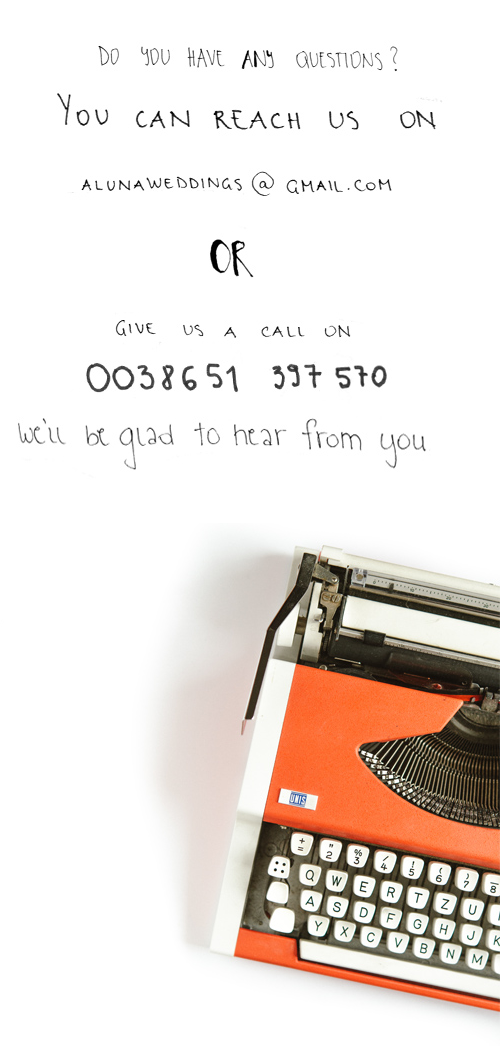 DO YOU HAVE ANY QUESTIONS?
YOU CAN REACH US ON
ALUNAWEDDINGS@GMAIL.COM
OR
GIVE US A CALL ON
0038651 397 570
We'll be glad to hear from you
UNIS
+ = " 2 % 3 / 4 ! 5 ( 6 ) 7 8
Q W E R T Z U
A S D F G H J K
Y X C V B N M